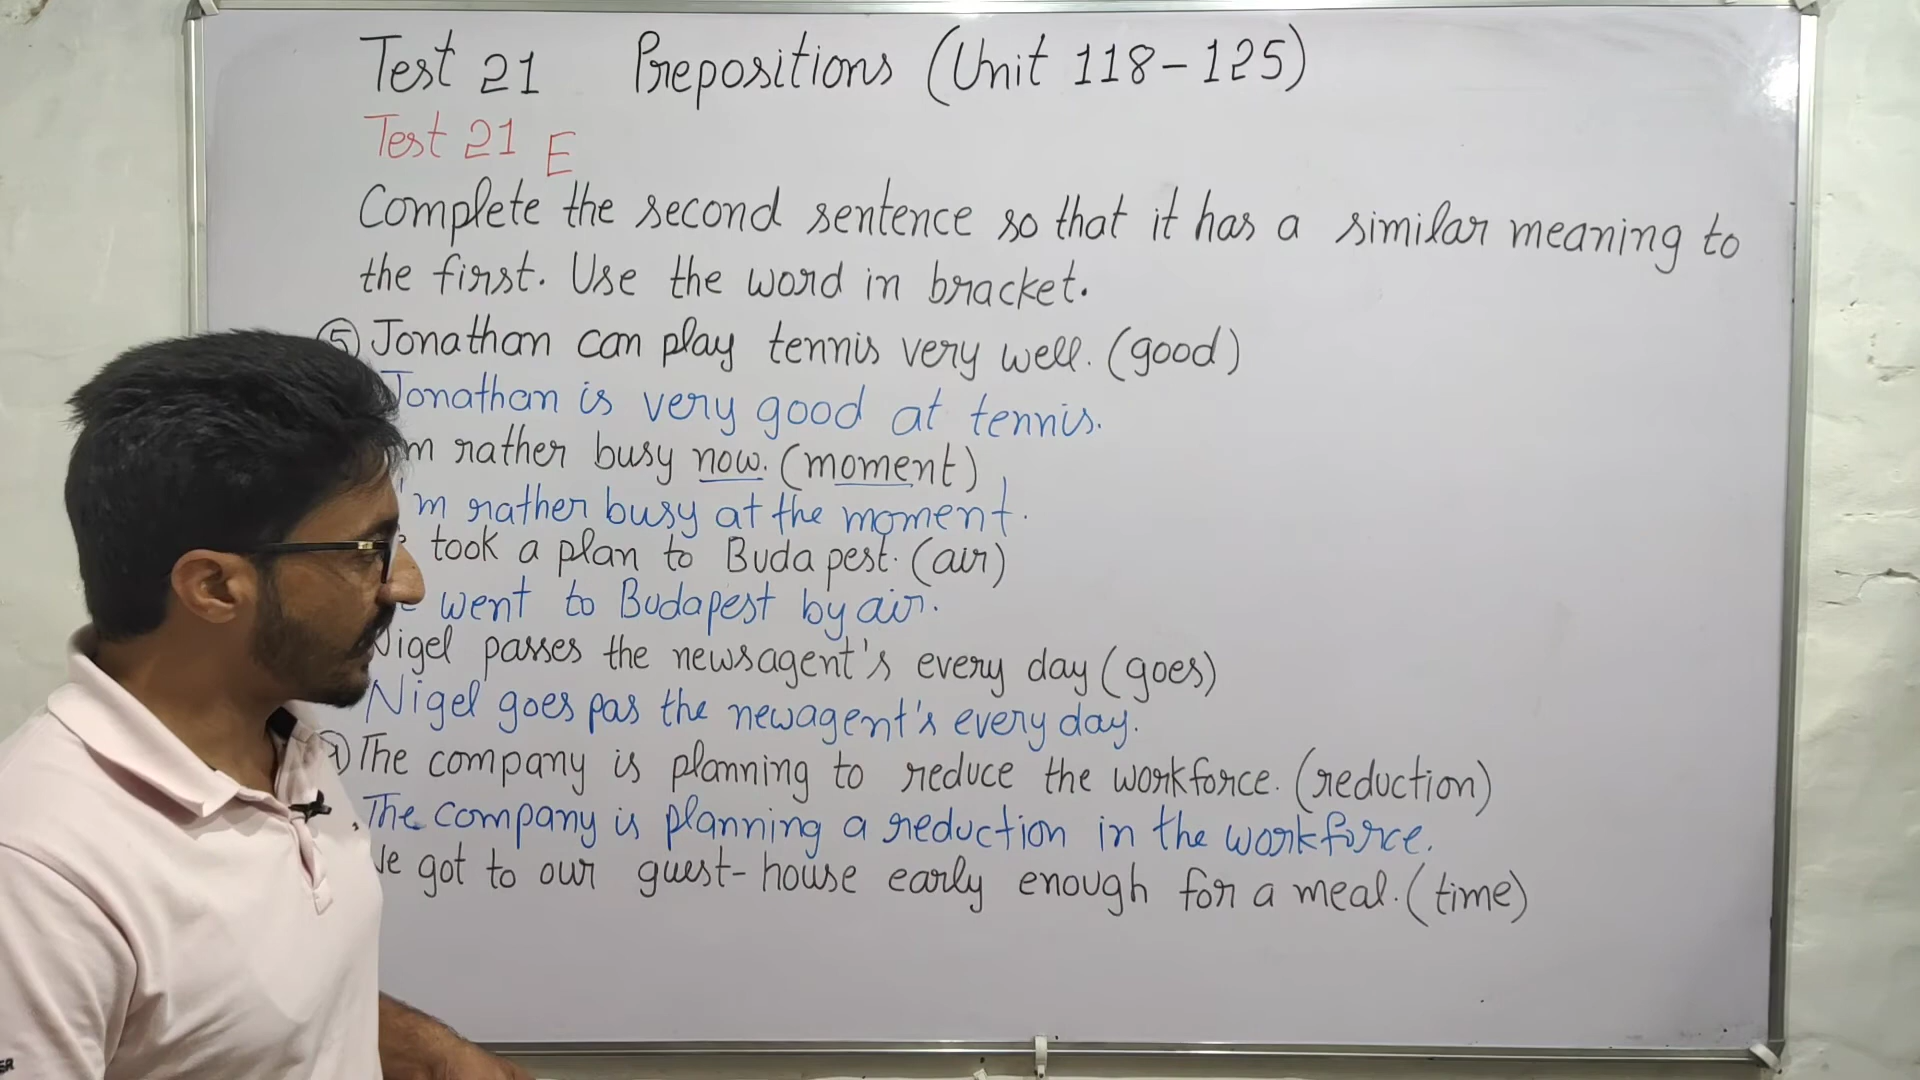 Test 21 Prepositions (Unit 118-125)
Test 21 E
Complete the second sentence so that it has a similar meaning to
the first. Use the word in bracket.
⑤ Jonathan can play tennis very well. (good)
Jonathan is very good at tennis.
m rather busy now. (moment)
'm rather busy at the moment.
took a plan to Budapest. (air)
e went to Budapest by air.
Nigel passes the newsagent's every day (goes)
Nigel goes pas the newagent's every day.
The company is planning to reduce the workforce. (reduction)
The company is planning a reduction in the workforce.
We got to our guest-house early enough for a meal. (time)